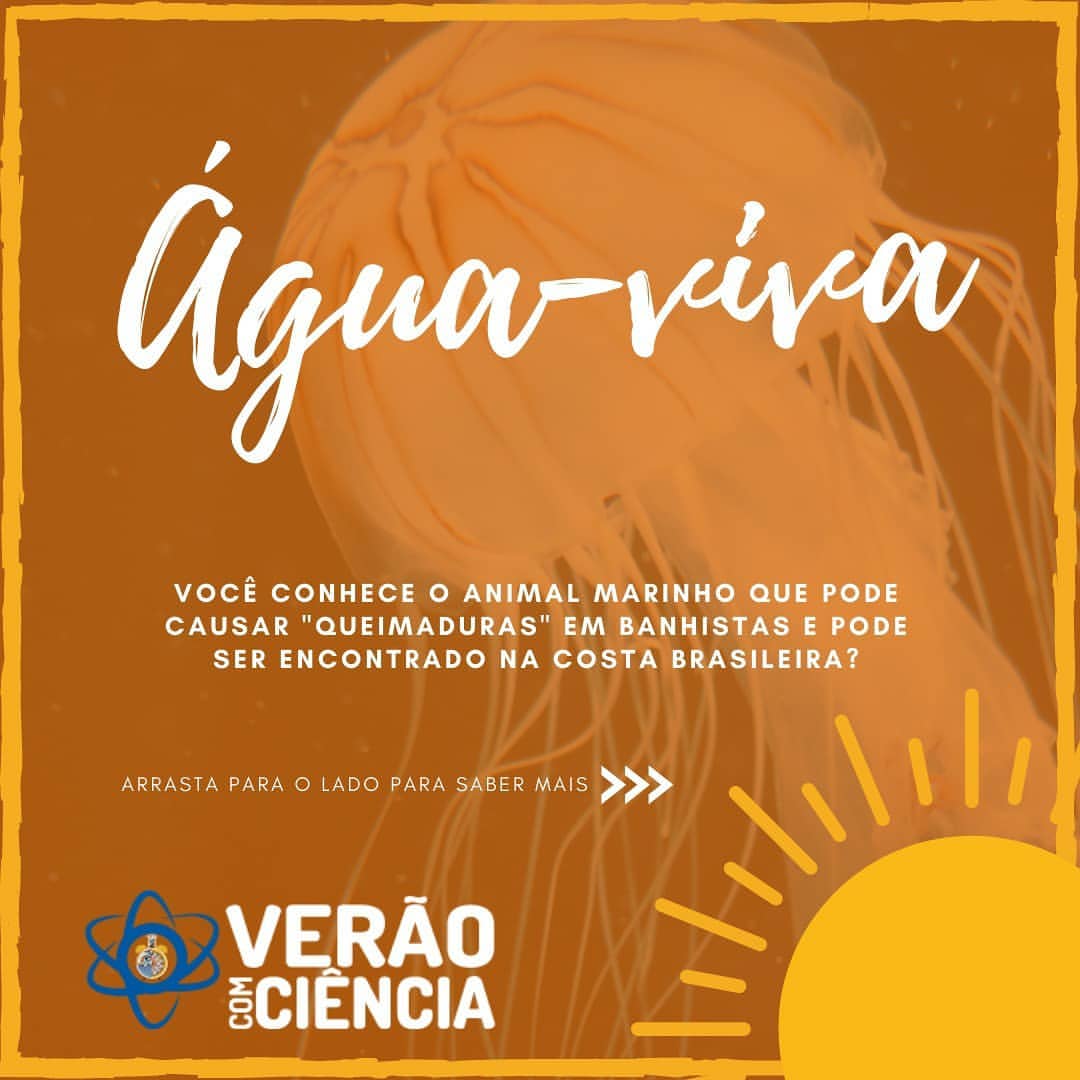 Água-viva
VOCÊ CONHECE O ANIMAL MARINHO QUE PODE
CAUSAR "QUEIMADURAS" EM BANHISTAS E PODE
SER ENCONTRADO NA COSTA BRASILEIRA?
ARRASTA PARA O LADO PARA SABER MAIS >>>
VERÃO
COM CIÊNCIA